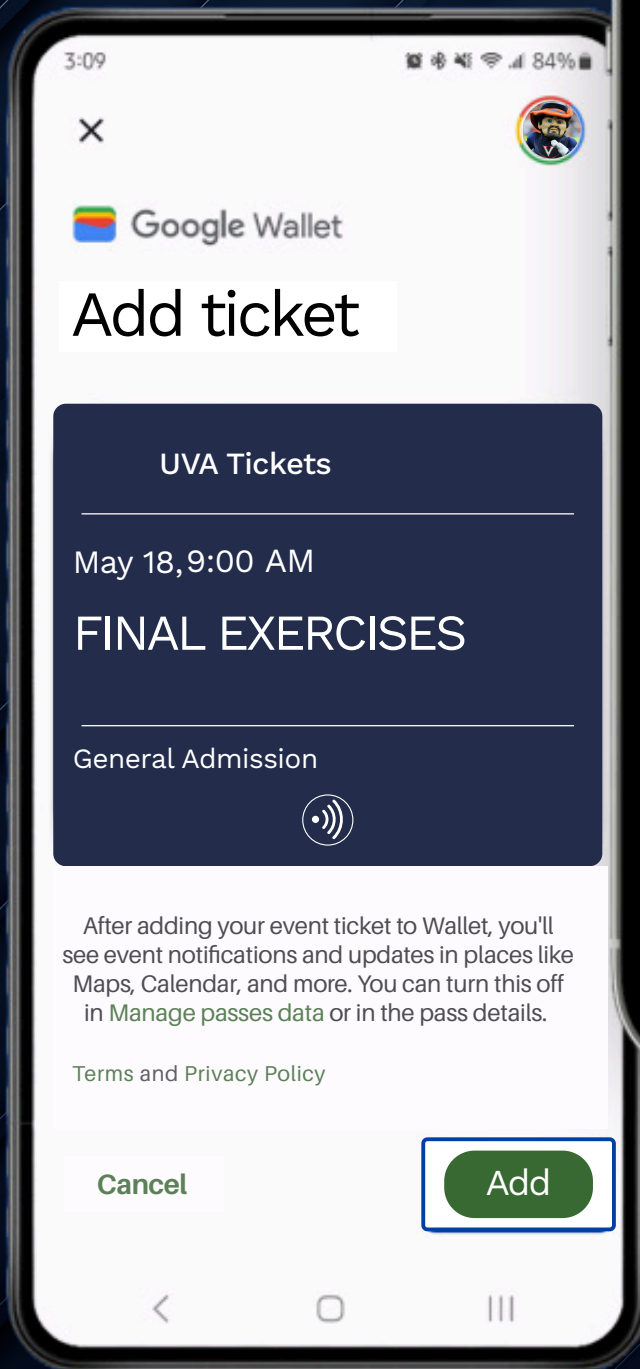 3:09 84%
Google Wallet
Add ticket
UVA Tickets
May 18,9:00 AM
FINAL EXERCISES
General Admission
After adding your event ticket to Wallet, you'll
see event notifications and updates in places like
Maps, Calendar, and more. You can turn this off
in Manage passes data or in the pass details.
Terms and Privacy Policy
Cancel Add